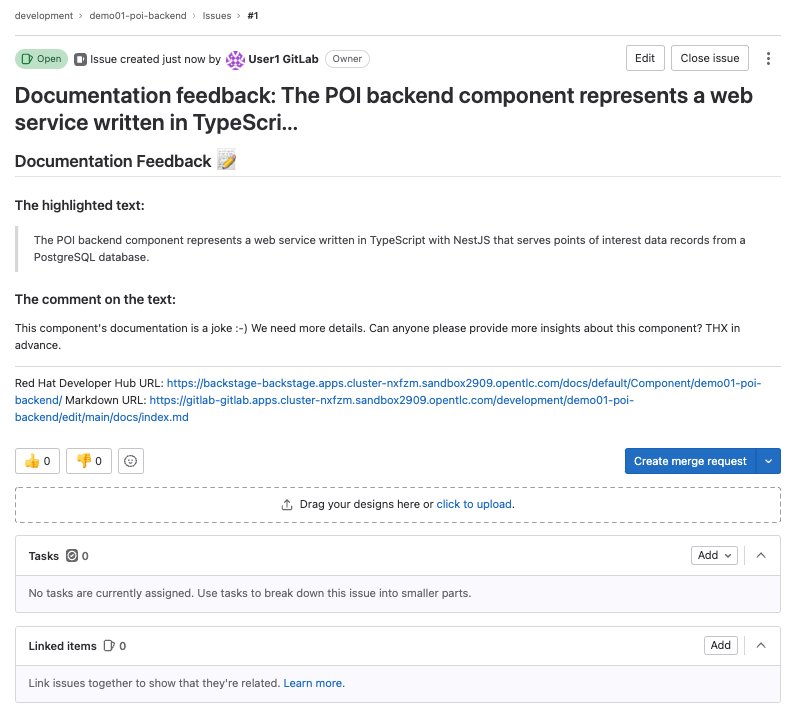 development › demo01-poi-backend › Issues › #1
Open Issue created just now by User1 GitLab Owner Edit Close issue
Documentation feedback: The POI backend component represents a web
service written in TypeScri...
Documentation Feedback 📝
The highlighted text:
The POI backend component represents a web service written in TypeScript with NestJS that serves points of interest data records from a
PostgreSQL database.
The comment on the text:
This component's documentation is a joke :-) We need more details. Can anyone please provide more insights about this component? THX in
advance.
Red Hat Developer Hub URL: https://backstage-backstage.apps.cluster-nxfzm.sandbox2909.opentlc.com/docs/default/Component/demo01-poi-
backend/ Markdown URL: https://gitlab-gitlab.apps.cluster-nxfzm.sandbox2909.opentlc.com/development/demo01-poi-
backend/edit/main/docs/index.md
👍 0 👎 0 Create merge request
Drag your designs here or click to upload.
Tasks 0 Add
No tasks are currently assigned. Use tasks to break down this issue into smaller parts.
Linked items 0 Add
Link issues together to show that they're related. Learn more.